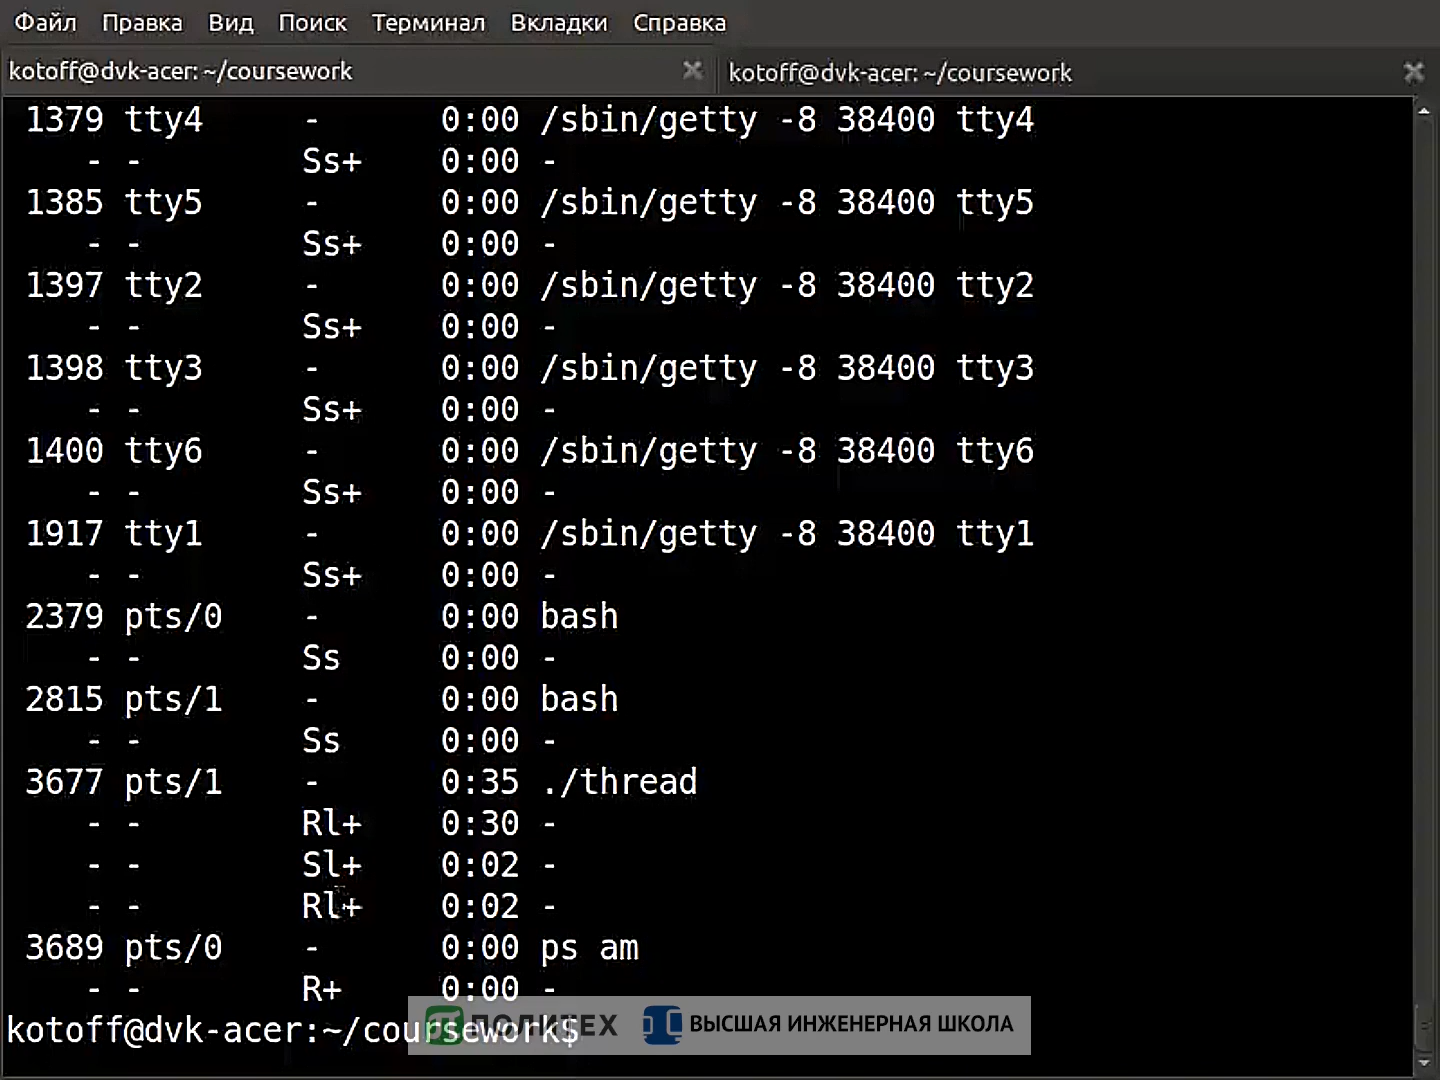 Файл Правка Вид Поиск Терминал Вкладки Справка
kotoff@dvk-acer: ~/coursework kotoff@dvk-acer: ~/coursework
1379 tty4 - 0:00 /sbin/getty -8 38400 tty4
- - Ss+ 0:00 -
1385 tty5 - 0:00 /sbin/getty -8 38400 tty5
- - Ss+ 0:00 -
1397 tty2 - 0:00 /sbin/getty -8 38400 tty2
- - Ss+ 0:00 -
1398 tty3 - 0:00 /sbin/getty -8 38400 tty3
- - Ss+ 0:00 -
1400 tty6 - 0:00 /sbin/getty -8 38400 tty6
- - Ss+ 0:00 -
1917 tty1 - 0:00 /sbin/getty -8 38400 tty1
- - Ss+ 0:00 -
2379 pts/0 - 0:00 bash
- - Ss 0:00 -
2815 pts/1 - 0:00 bash
- - Ss 0:00 -
3677 pts/1 - 0:35 ./thread
- - Rl+ 0:30 -
- - Sl+ 0:02 -
- - Rl+ 0:02 -
3689 pts/0 - 0:00 ps am
- - R+ 0:00 -
kotoff@dvk-acer:~/coursework$
ПОЛИТЕХ ВЫСШАЯ ИНЖЕНЕРНАЯ ШКОЛА